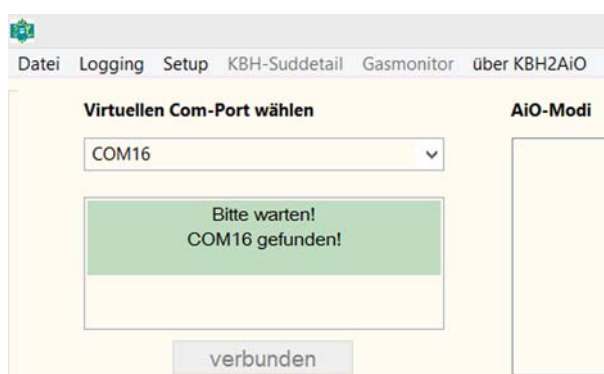 Datei Logging Setup KBH-Suddetail Gasmonitor über KBH2AiO
Virtuellen Com-Port wählen
AiO-Modi
COM16
Bitte warten!
COM16 gefunden!
verbunden